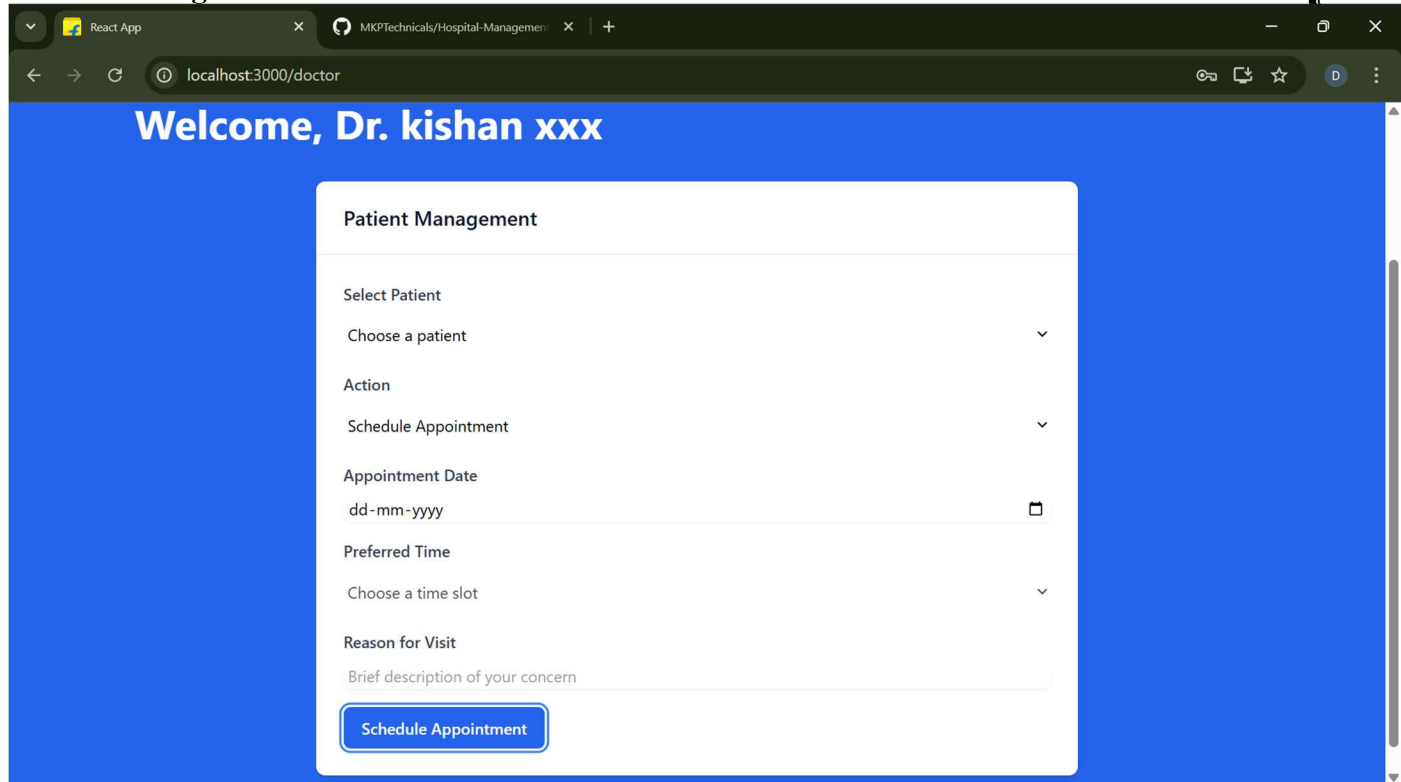 React App
MKPTechnicals/Hospital-Managemen
localhost:3000/doctor
D
Welcome, Dr. kishan xxx
Patient Management
Select Patient
Choose a patient
Action
Schedule Appointment
Appointment Date
dd-mm-yyyy
Preferred Time
Choose a time slot
Reason for Visit
Brief description of your concern
Schedule Appointment